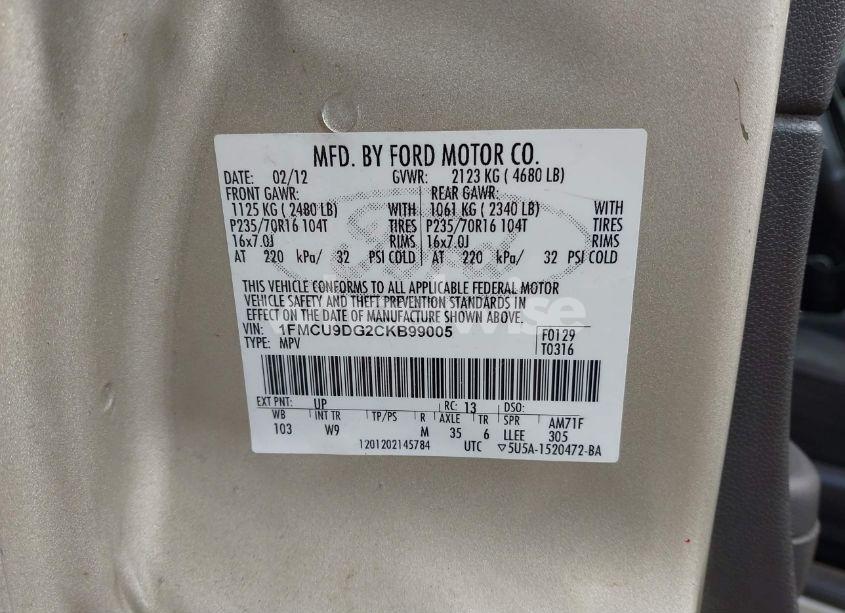 MFD. BY FORD MOTOR CO.
DATE: 02/12 GVWR: 2123 KG ( 4680 LB)
FRONT GAWR: REAR GAWR:
1125 KG ( 2480 LB) WITH 1061 KG ( 2340 LB) WITH
P235/70R16 104T TIRES P235/70R16 104T TIRES
16x7.0J RIMS 16x7.0J RIMS
AT 220 kPa/ 32 PSI COLD AT 220 kPa/ 32 PSI COLD
THIS VEHICLE CONFORMS TO ALL APPLICABLE FEDERAL MOTOR
VEHICLE SAFETY AND THEFT PREVENTION STANDARDS IN
EFFECT ON THE DATE OF MANUFACTURE SHOWN ABOVE.
VIN: 1FMCU9DG2CKB99005 F0129
TYPE: MPV T0316
EXT PNT: UP RC: 13 DSO:
WB INT TR TP/PS R AXLE TR SPR AM71F
103 W9 M 35 6 LLEE 305
1201202145784 UTC ▽5U5A-1520472-BA